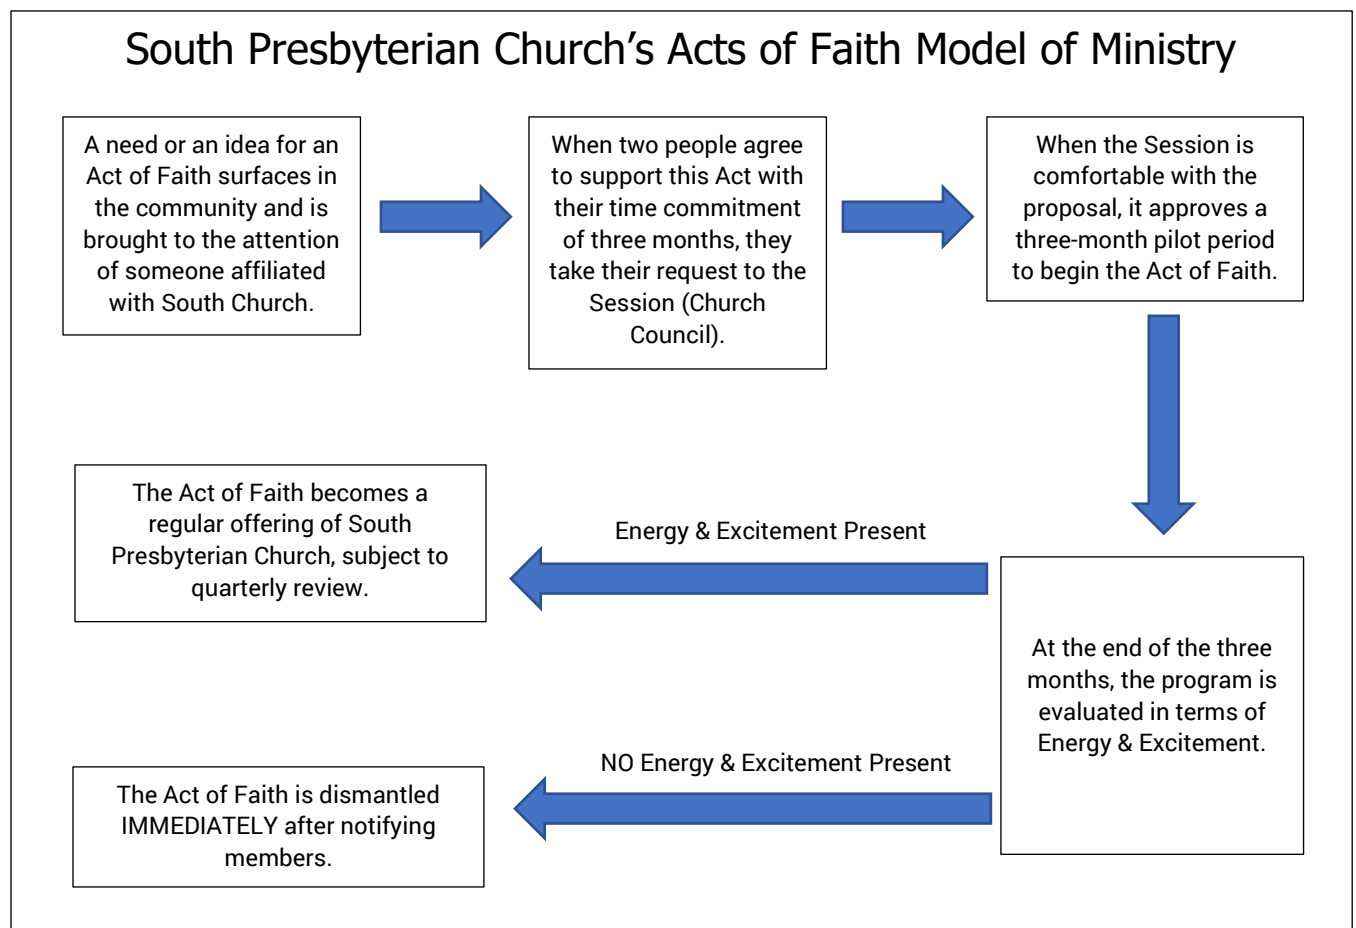 South Presbyterian Church's Acts of Faith Model of Ministry
A need or an idea for an
Act of Faith surfaces in
the community and is
brought to the attention
of someone affiliated
with South Church.
When two people agree
to support this Act with
their time commitment
of three months, they
take their request to the
Session (Church
Council).
When the Session is
comfortable with the
proposal, it approves a
three-month pilot period
to begin the Act of Faith.
At the end of the three
months, the program is
evaluated in terms of
Energy & Excitement.
Energy & Excitement Present
The Act of Faith becomes a
regular offering of South
Presbyterian Church, subject to
quarterly review.
NO Energy & Excitement Present
The Act of Faith is dismantled
IMMEDIATELY after notifying
members.